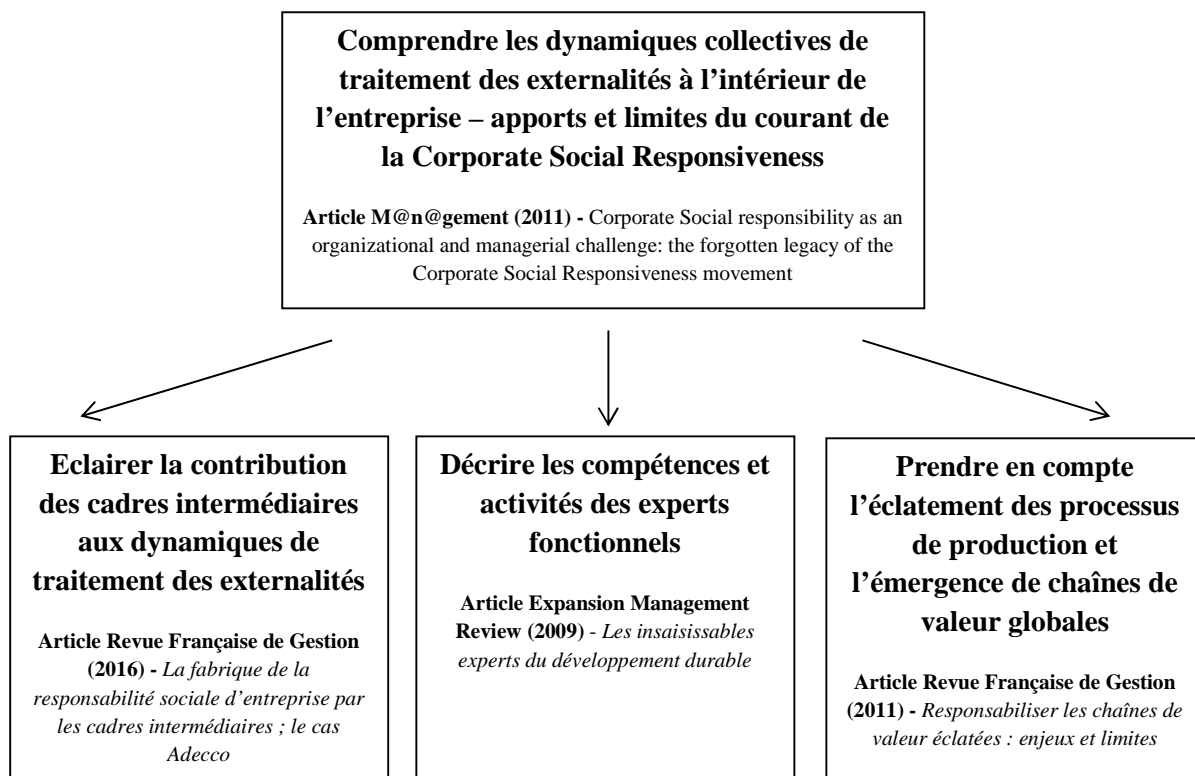 Comprendre les dynamiques collectives de
traitement des externalités à l’intérieur de
l’entreprise – apports et limites du courant de
la Corporate Social Responsiveness
Article M@n@gement (2011) - Corporate Social responsibility as an
organizational and managerial challenge: the forgotten legacy of the
Corporate Social Responsiveness movement
Eclairer la contribution
des cadres intermédiaires
aux dynamiques de
traitement des externalités
Article Revue Française de Gestion
(2016) - La fabrique de la
responsabilité sociale d’entreprise par
les cadres intermédiaires ; le cas
Adecco
Décrire les compétences et
activités des experts
fonctionnels
Article Expansion Management
Review (2009) - Les insaisissables
experts du développement durable
Prendre en compte
l’éclatement des processus
de production et
l’émergence de chaînes de
valeur globales
Article Revue Française de Gestion
(2011) - Responsabiliser les chaînes de
valeur éclatées : enjeux et limites